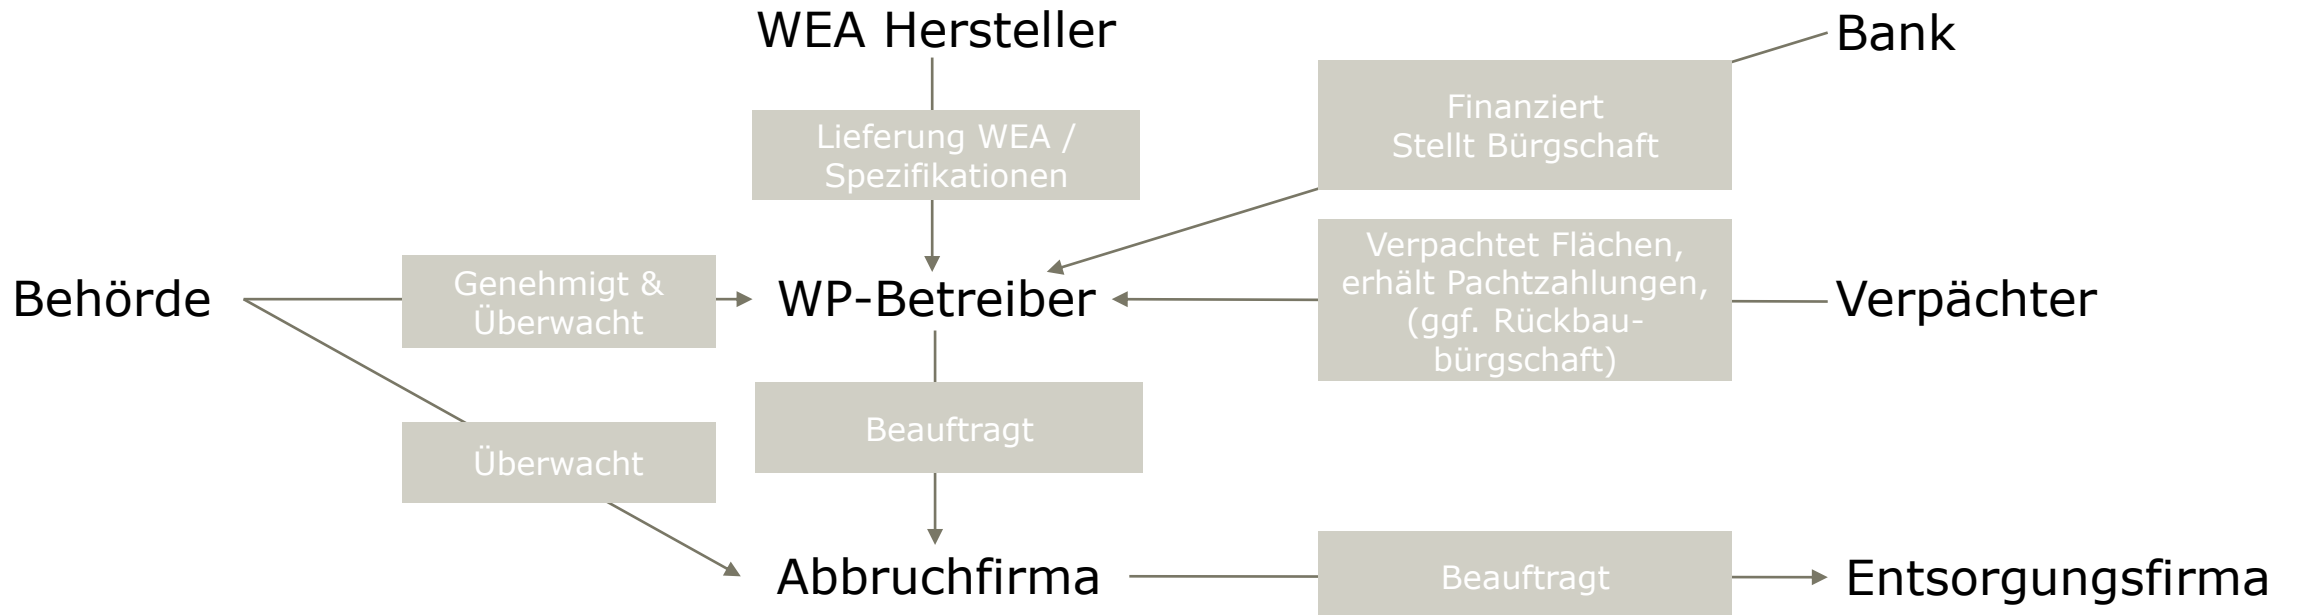 WEA Hersteller
Bank
Finanziert
Stellt Bürgschaft
Lieferung WEA /
Spezifikationen
Verpachtet Flächen,
erhält Pachtzahlungen,
(ggf. Rückbau-
bürgschaft)
Behörde
Genehmigt &
Überwacht
WP-Betreiber
Verpächter
Beauftragt
Überwacht
Abbruchfirma
Beauftragt
Entsorgungsfirma